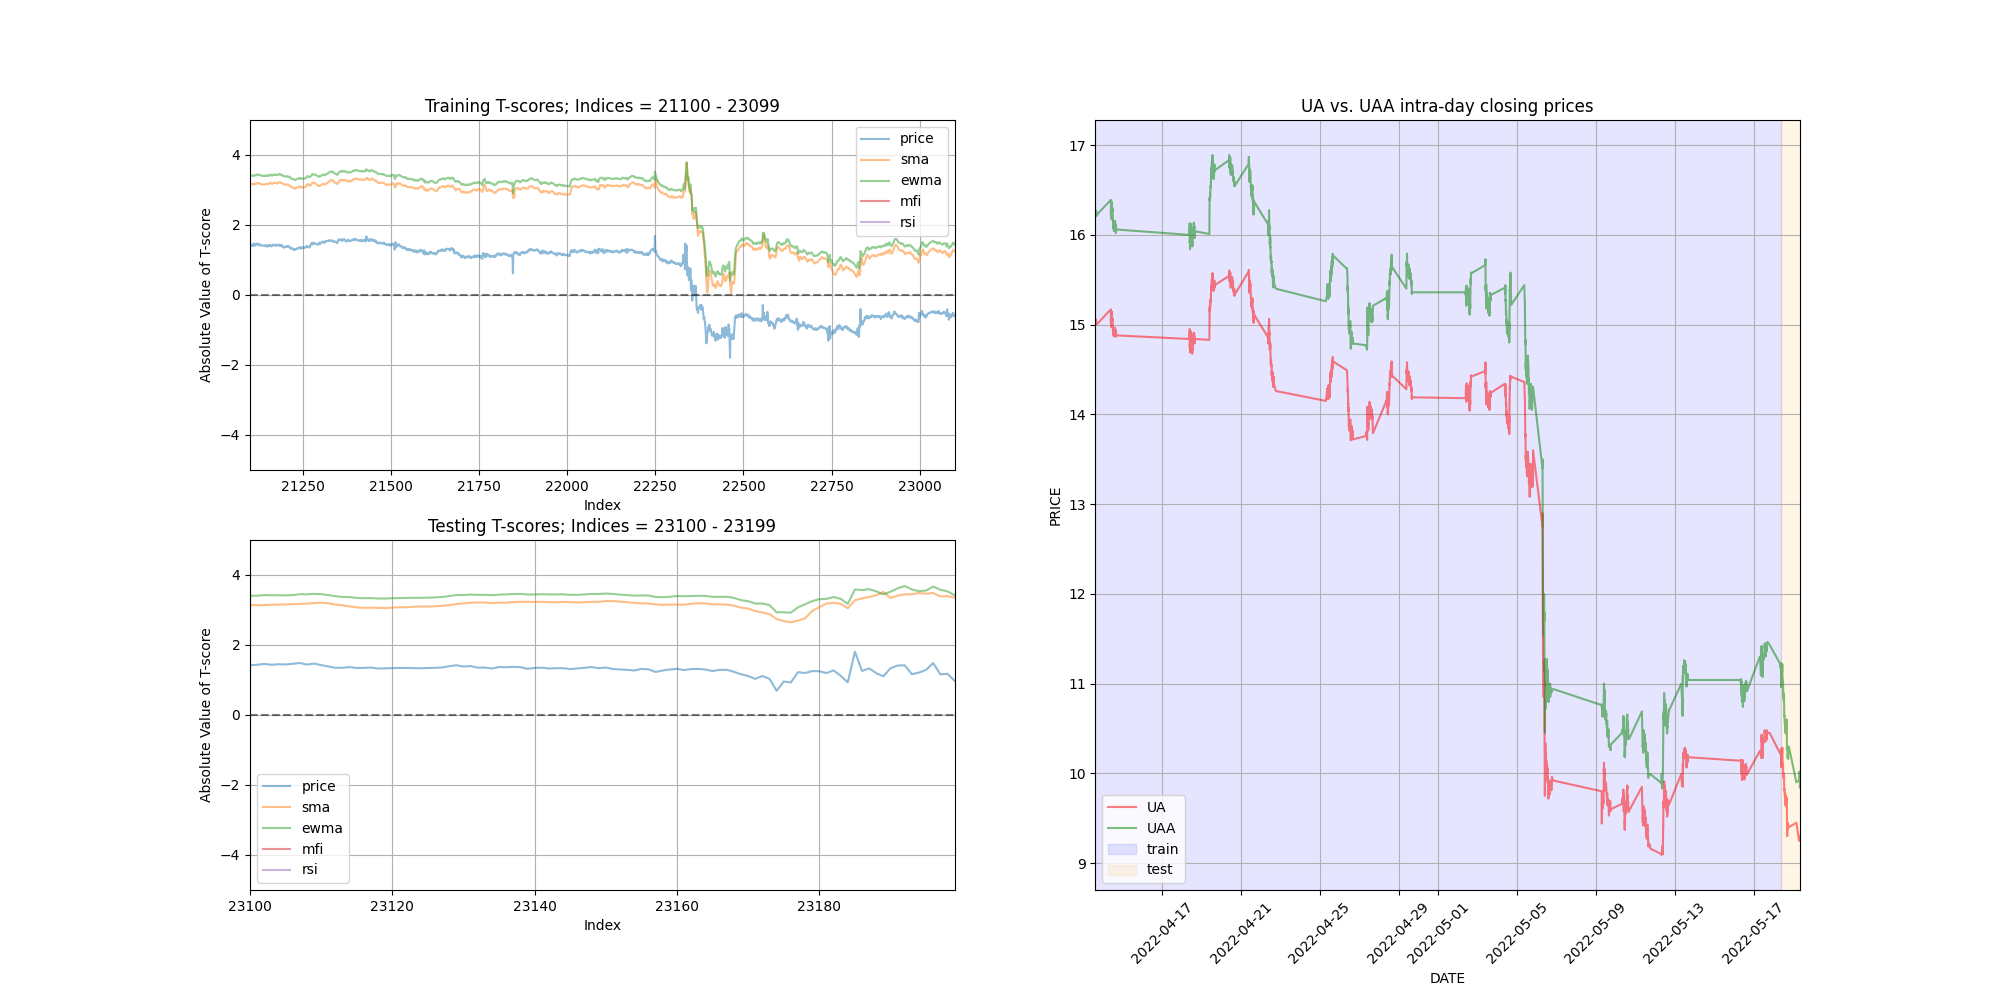 Training T-scores; Indices = 21100 - 23099
Absolute Value of T-score
4
2
0
−2
−4
price
sma
ewma
mfi
rsi
21250 21500 21750 22000 22250 22500 22750 23000
Index
Testing T-scores; Indices = 23100 - 23199
Absolute Value of T-score
4
2
0
−2
−4
price
sma
ewma
mfi
rsi
23100 23120 23140 23160 23180
Index
UA vs. UAA intra-day closing prices
PRICE
17
16
15
14
13
12
11
10
9
UA
UAA
train
test
2022-04-17 2022-04-21 2022-04-25 2022-04-29 2022-05-01 2022-05-05 2022-05-09 2022-05-13 2022-05-17
DATE